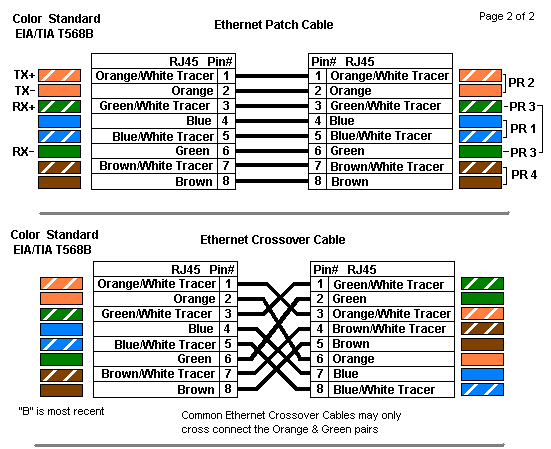 Color Standard
EIA/TIA T568B
Ethernet Patch Cable
Page 2 of 2
RJ45 Pin#
Pin# RJ45
TX+ Orange/White Tracer 1 1 Orange/White Tracer
TX- Orange 2 2 Orange PR 2
RX+ Green/White Tracer 3 3 Green/White Tracer PR 3
Blue 4 4 Blue
Blue/White Tracer 5 5 Blue/White Tracer PR 1
RX- Green 6 6 Green PR 3
Brown/White Tracer 7 7 Brown/White Tracer
Brown 8 8 Brown PR 4
Color Standard
EIA/TIA T568B
Ethernet Crossover Cable
RJ45 Pin#
Pin# RJ45
Orange/White Tracer 1 1 Green/White Tracer
Orange 2 2 Green
Green/White Tracer 3 3 Orange/White Tracer
Blue 4 4 Brown/White Tracer
Blue/White Tracer 5 5 Brown
Green 6 6 Orange
Brown/White Tracer 7 7 Blue
Brown 8 8 Blue/White Tracer
"B" is most recent
Common Ethernet Crossover Cables may only
cross connect the Orange & Green pairs